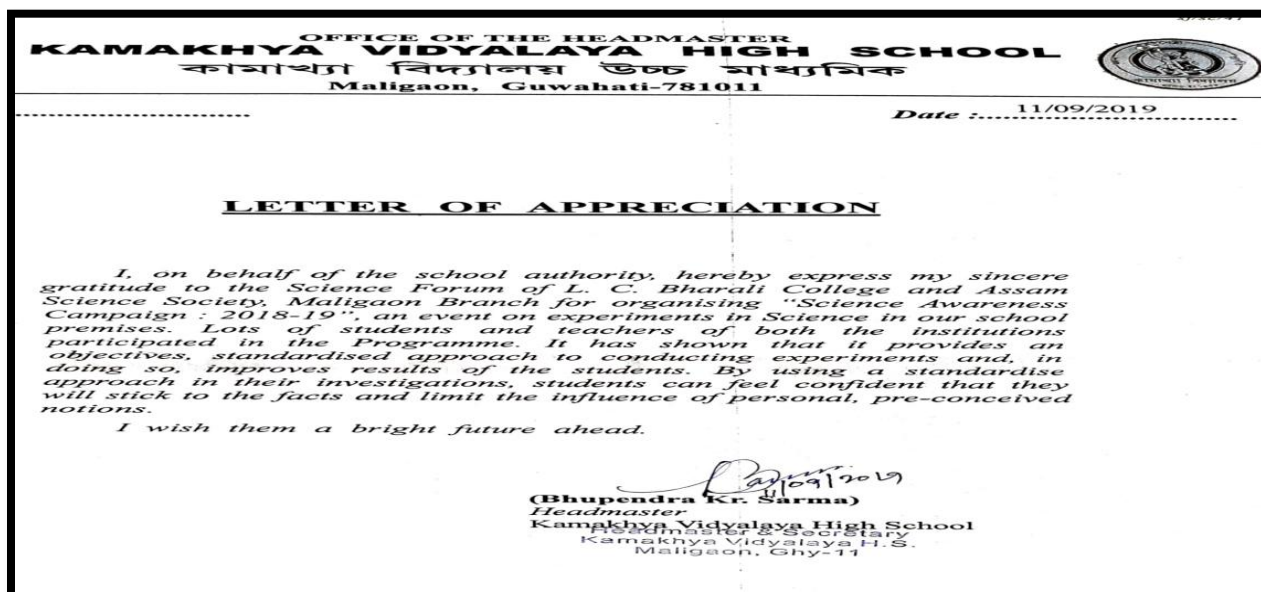 OFFICE OF THE HEADMASTER
KAMAKHYA VIDYALAYA HIGH SCHOOL
কামাখ্যা বিদ্যালয় উচ্চ মাধ্যমিক
Maligaon, Guwahati-781011
Date : 11/09/2019
LETTER OF APPRECIATION
I, on behalf of the school authority, hereby express my sincere
gratitude to the Science Forum of L. C. Bharali College and Assam
Science Society, Maligaon Branch for organising “Science Awareness
Campaign : 2018-19”, an event on experiments in Science in our school
premises. Lots of students and teachers of both the institutions
participated in the Programme. It has shown that it provides an
objectives, standardised approach to conducting experiments and, in
doing so, improves results of the students. By using a standardise
approach in their investigations, students can feel confident that they
will stick to the facts and limit the influence of personal, pre-conceived
notions.
I wish them a bright future ahead.
11/09/2019
(Bhupendra Kr. Sarma)
Headmaster
Kamakhya Vidyalaya High School
Headmaster & Secretary
Kamakhya Vidyalaya H.S.
Maligaon, Ghy-11